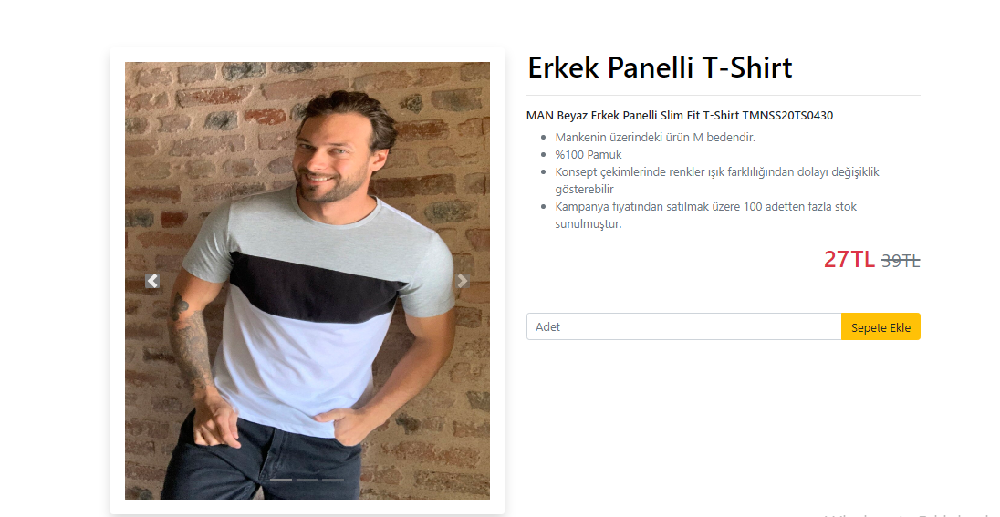 Erkek Panelli T-Shirt
MAN Beyaz Erkek Panelli Slim Fit T-Shirt TMNSS20TS0430
Mankenin üzerindeki ürün M bedendir.
%100 Pamuk
Konsept çekimlerinde renkler ışık farklılığından dolayı değişiklik
gösterebilir
Kampanya fiyatından satılmak üzere 100 adetten fazla stok
sunulmuştur.
27TL 39TL
Adet Sepete Ekle